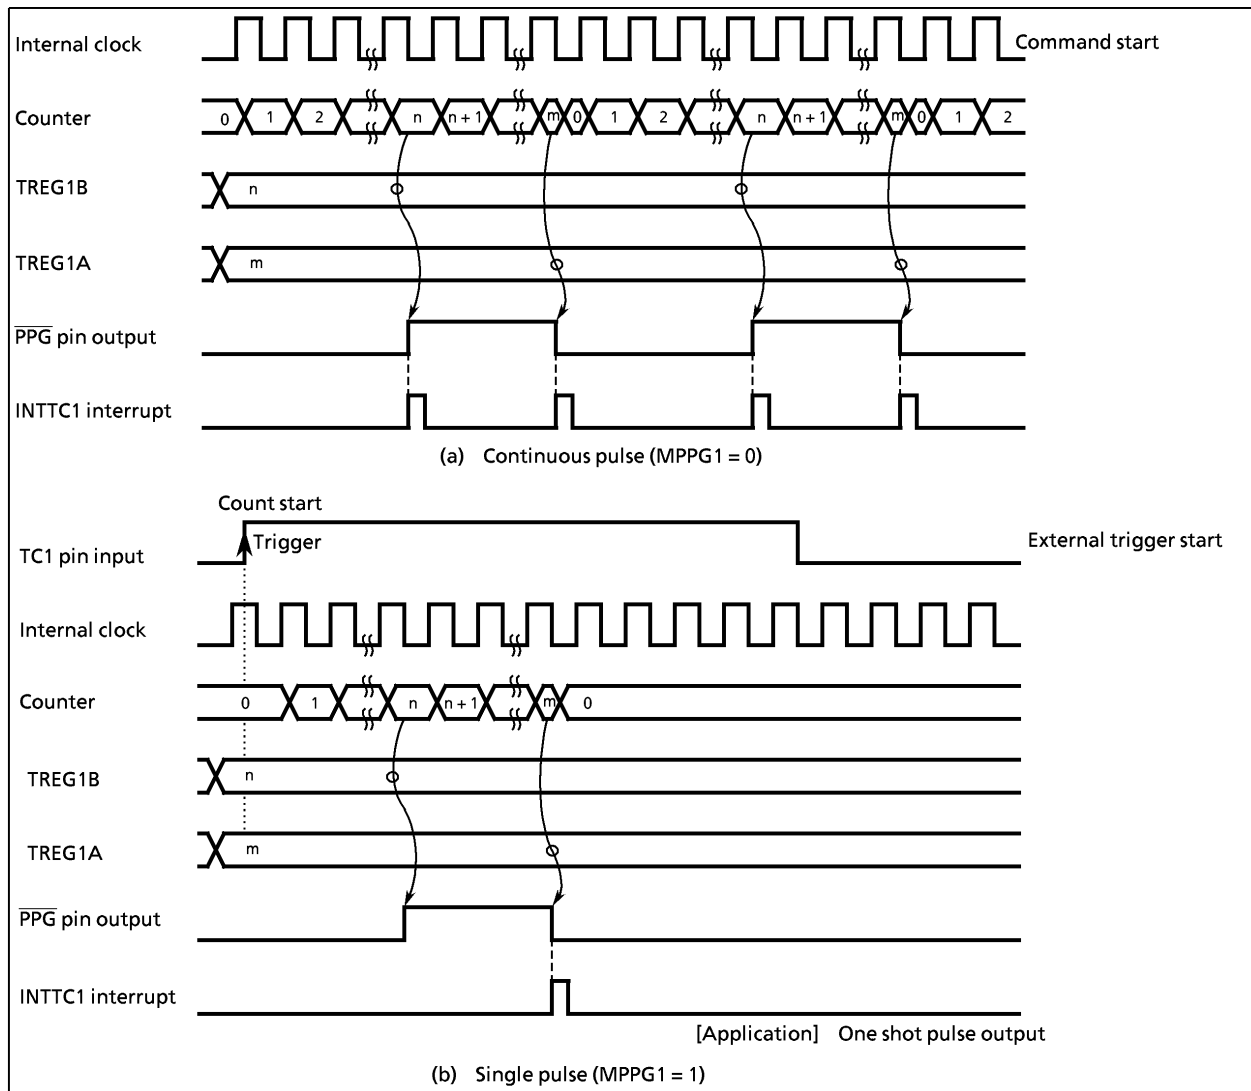 Internal clock
Command start
Counter
0 1 2 n n + 1 m 0 1 2 n n + 1 m 0 1 2
TREG1B
n
TREG1A
m
PPG pin output
INTTC1 interrupt
(a) Continuous pulse (MPPG1 = 0)
Count start
Trigger
TC1 pin input
External trigger start
Internal clock
Counter
0 1 n n + 1 m 0
TREG1B
n
TREG1A
m
PPG pin output
INTTC1 interrupt
[Application] One shot pulse output
(b) Single pulse (MPPG1 = 1)